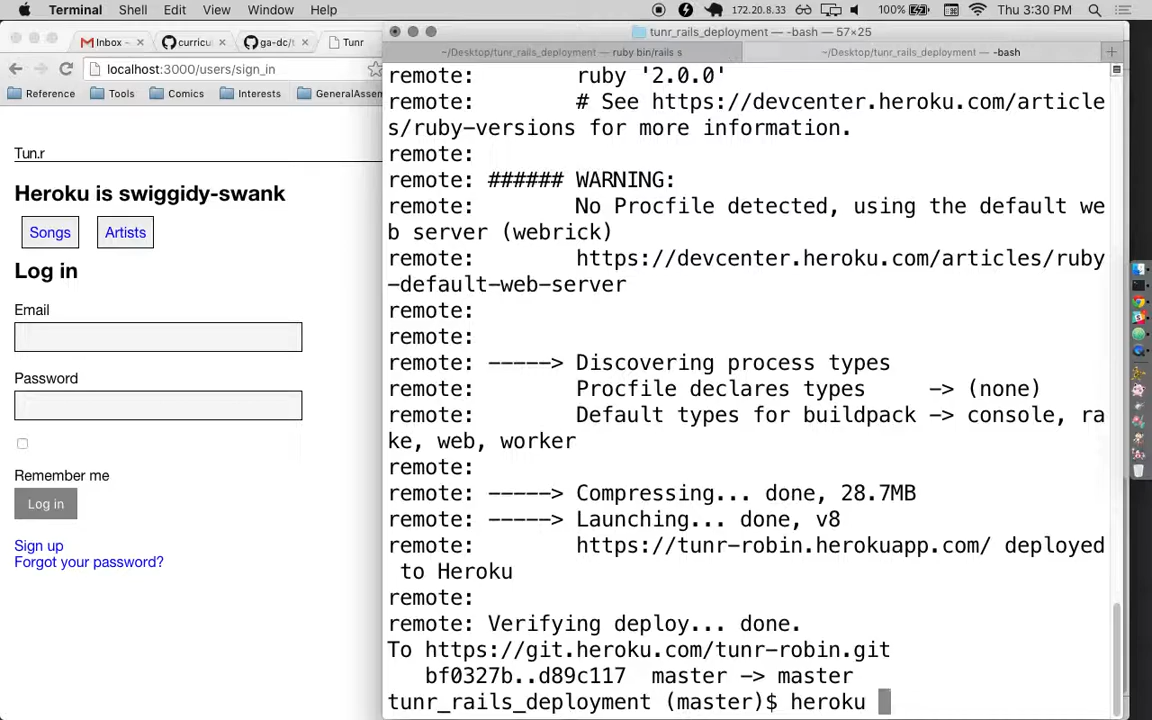 Terminal Shell Edit View Window Help 172.20.8.33 100% Thu 3:30 PM
Inbox – curricu ga-dc/t Tunr
localhost:3000/users/sign_in
Reference Tools Comics Interests GeneralAssem
Tun.r
Heroku is swiggidy-swank
Songs Artists
Log in
Email
Password
Remember me
Log in
Sign up
Forgot your password?
tunr_rails_deployment — -bash — 57×25
~/Desktop/tunr_rails_deployment — ruby bin/rails s ~/Desktop/tunr_rails_deployment — -bash
remote:        ruby '2.0.0'
remote:        # See https://devcenter.heroku.com/article
s/ruby-versions for more information.
remote:
remote: ###### WARNING:
remote:        No Procfile detected, using the default we
b server (webrick)
remote:        https://devcenter.heroku.com/articles/ruby
-default-web-server
remote:
remote:
remote: -----> Discovering process types
remote:        Procfile declares types     -> (none)
remote:        Default types for buildpack -> console, ra
ke, web, worker
remote:
remote: -----> Compressing... done, 28.7MB
remote: -----> Launching... done, v8
remote:        https://tunr-robin.herokuapp.com/ deployed
 to Heroku
remote:
remote: Verifying deploy... done.
To https://git.heroku.com/tunr-robin.git
   bf0327b..d89c117  master -> master
tunr_rails_deployment (master)$ heroku